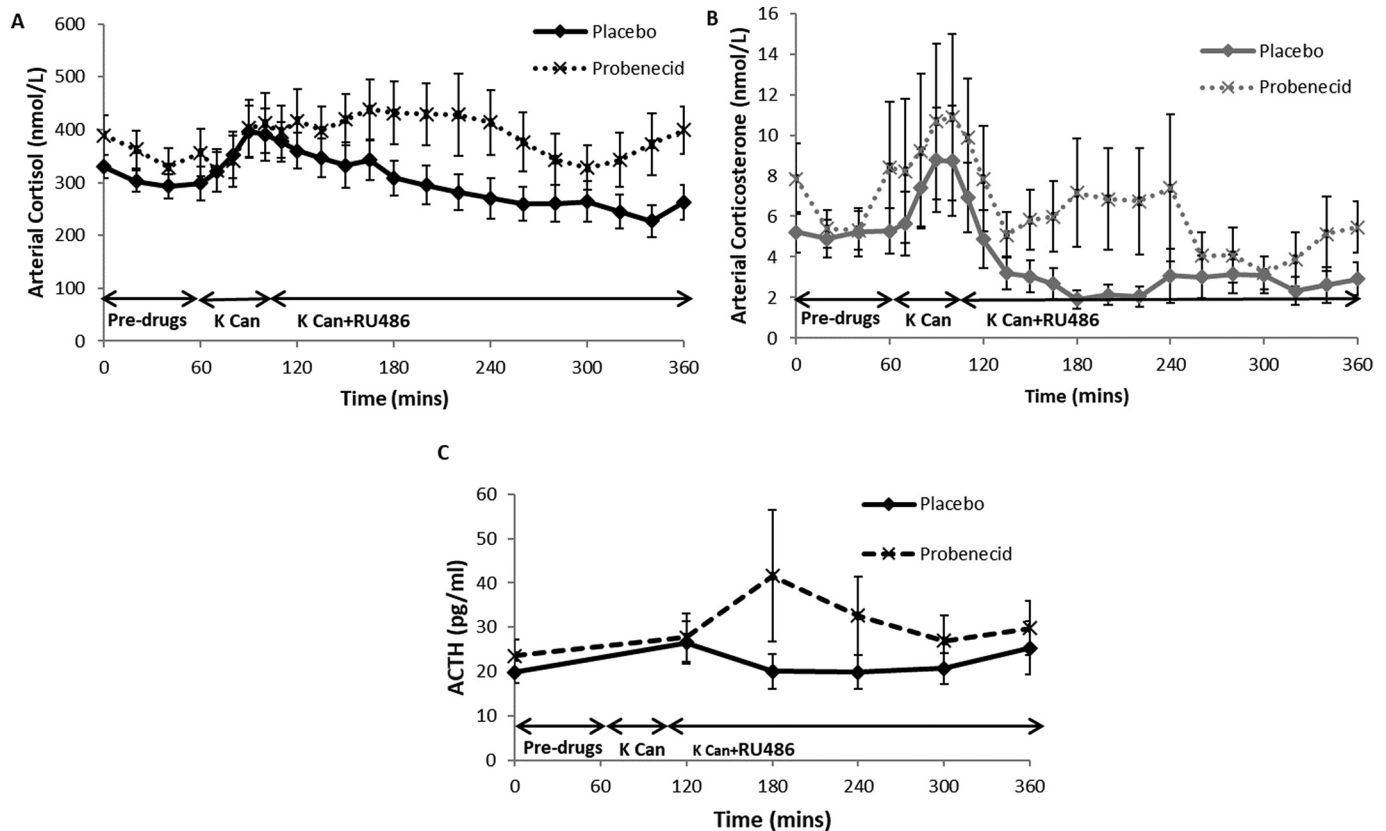 A
Arterial Cortisol (nmol/L)
600
500
400
300
200
100
0
Placebo
Probenecid
Pre-drugs
K Can
K Can+RU486
0
60
120
180
240
300
360
Time (mins)
B
Arterial Corticosterone (nmol/L)
16
14
12
10
8
6
4
2
0
Placebo
Probenecid
Pre-drugs
K Can
K Can+RU486
0
60
120
180
240
300
360
Time (mins)
C
ACTH (pg/ml)
60
50
40
30
20
10
0
Placebo
Probenecid
Pre-drugs
K Can
K Can+RU486
0
60
120
180
240
300
360
Time (mins)